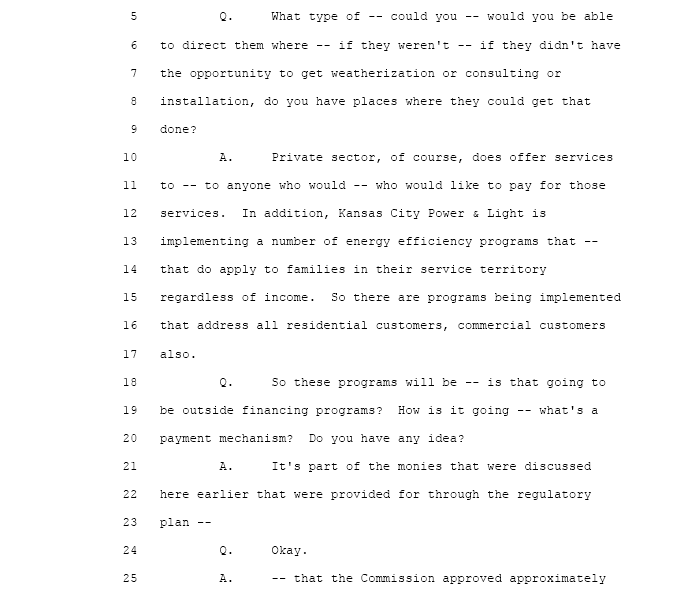 5 Q. What type of -- could you -- would you be able
6 to direct them where -- if they weren't -- if they didn't have
7 the opportunity to get weatherization or consulting or
8 installation, do you have places where they could get that
9 done?
10 A. Private sector, of course, does offer services
11 to -- to anyone who would -- who would like to pay for those
12 services. In addition, Kansas City Power & Light is
13 implementing a number of energy efficiency programs that --
14 that do apply to families in their service territory
15 regardless of income. So there are programs being implemented
16 that address all residential customers, commercial customers
17 also.
18 Q. So these programs will be -- is that going to
19 be outside financing programs? How is it going -- what's a
20 payment mechanism? Do you have any idea?
21 A. It's part of the monies that were discussed
22 here earlier that were provided for through the regulatory
23 plan --
24 Q. Okay.
25 A. -- that the Commission approved approximately